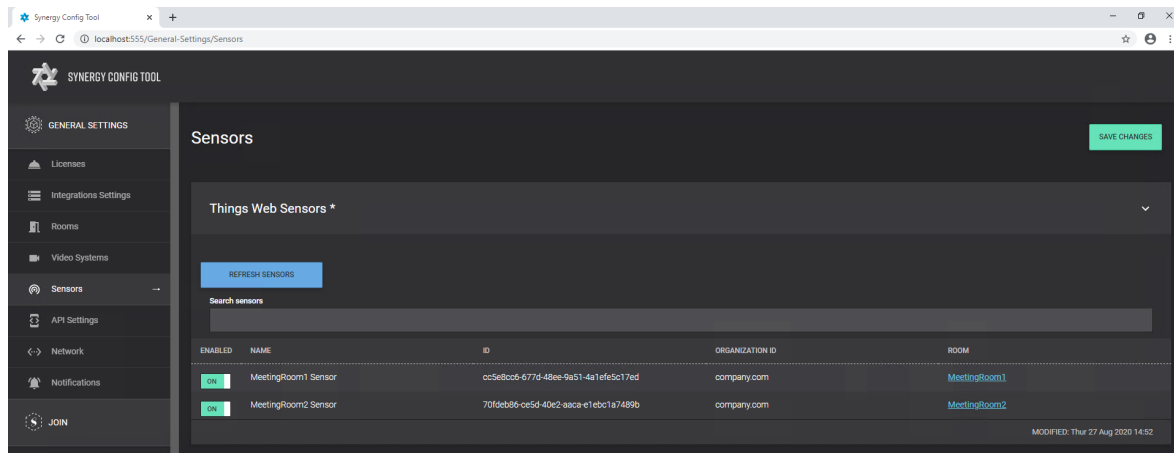 Synergy Config Tool
localhost:555/General-Settings/Sensors
SYNERGY CONFIG TOOL
GENERAL SETTINGS
Licenses
Integrations Settings
Rooms
Video Systems
Sensors
API Settings
Network
Notifications
JOIN
Sensors
SAVE CHANGES
Things Web Sensors *
REFRESH SENSORS
Search sensors
ENABLED NAME ID ORGANIZATION ID ROOM
ON MeetingRoom1 Sensor cc5e8cc6-677d-48ee-9a51-4a1efe5c17ed company.com MeetingRoom1
ON MeetingRoom2 Sensor 70fdeb86-ce5d-40e2-aaca-e1ebc1a7489b company.com MeetingRoom2
MODIFIED: Thur 27 Aug 2020 14:52